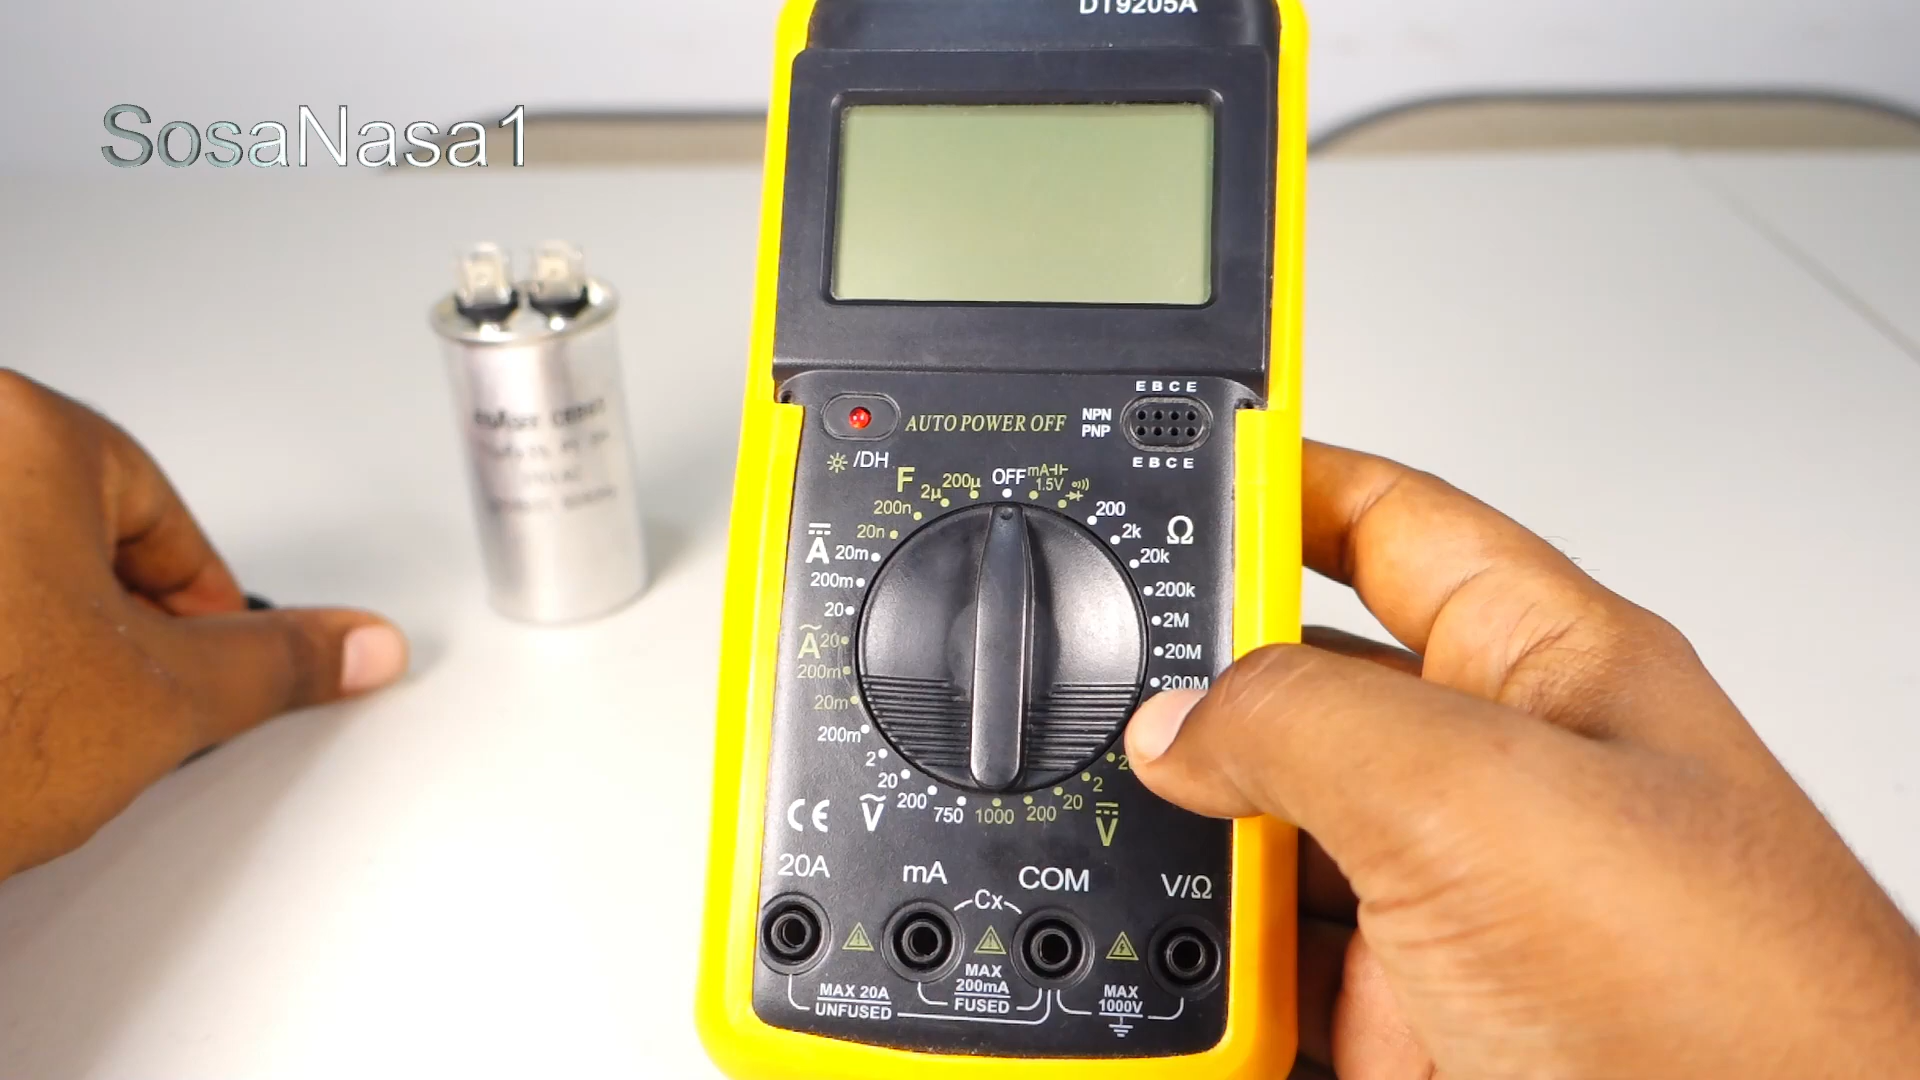 DT9205A
SosaNasa1
E B C E
AUTO POWER OFF
NPN
PNP
E B C E
/DH
F
2µ
200µ
OFF
mA
1.5V
200n
200
20n
2k
Ω
A
20m
20k
200m
200k
20
2M
A
20
20M
200m
200M
20m
200m
2
2
20
20
200
750
1000
200
V
V
CE
20A
mA
COM
V/Ω
Cx
MAX 20A
UNFUSED
MAX
200mA
FUSED
MAX
1000V